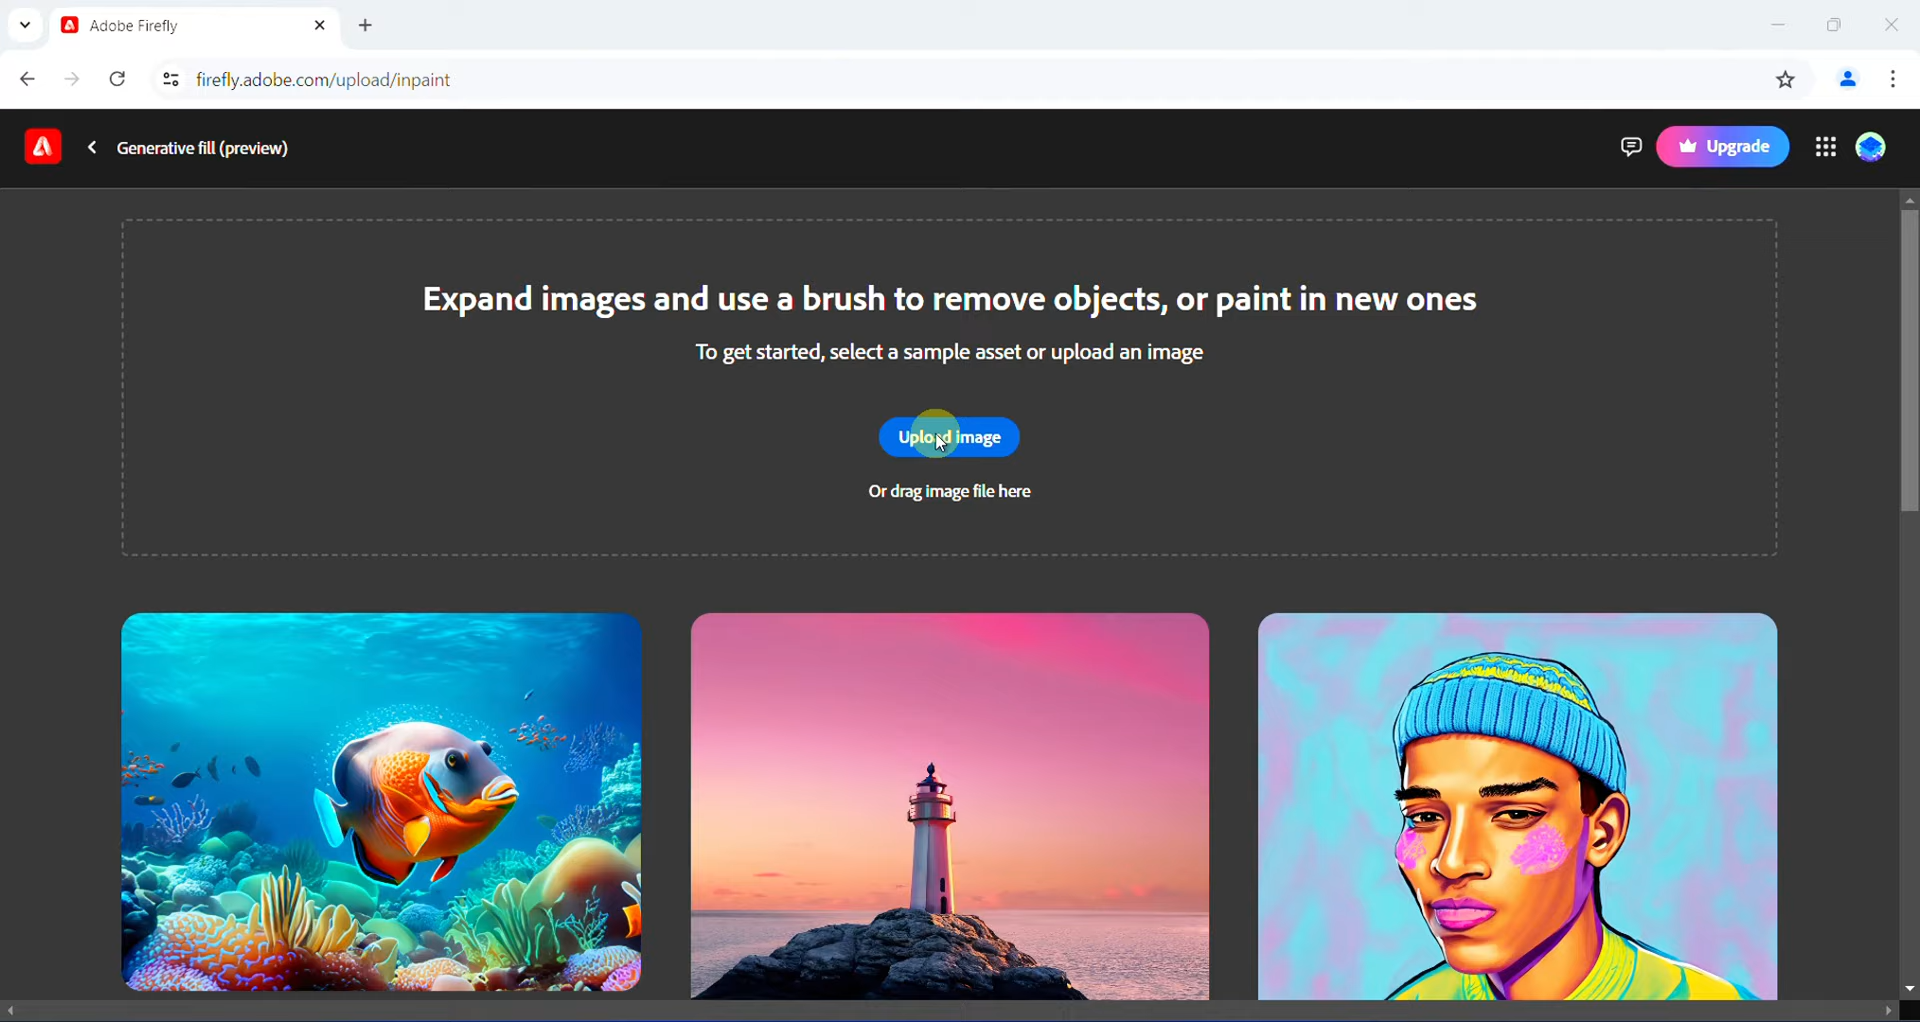 Adobe Firefly
firefly.adobe.com/upload/inpaint
Generative fill (preview)
Upgrade
Expand images and use a brush to remove objects, or paint in new ones
To get started, select a sample asset or upload an image
Upload image
Or drag image file here